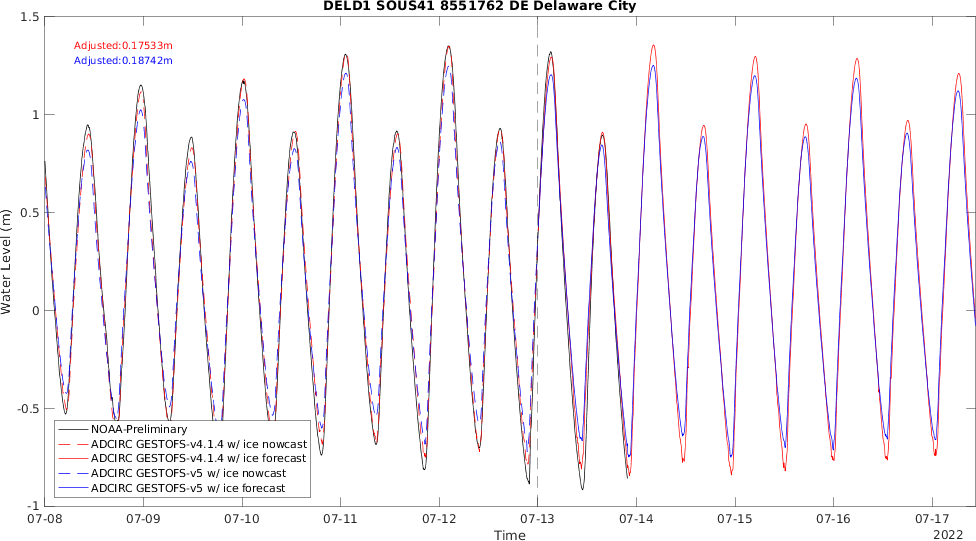 DELD1 SOUS41 8551762 DE Delaware City
Adjusted:0.17533m
Adjusted:0.18742m
1.5
1
0.5
0
-0.5
-1
Water Level (m)
NOAA-Preliminary
ADCIRC GESTOFS-v4.1.4 w/ ice nowcast
ADCIRC GESTOFS-v4.1.4 w/ ice forecast
ADCIRC GESTOFS-v5 w/ ice nowcast
ADCIRC GESTOFS-v5 w/ ice forecast
07-08 07-09 07-10 07-11 07-12 07-13 07-14 07-15 07-16 07-17
Time
2022